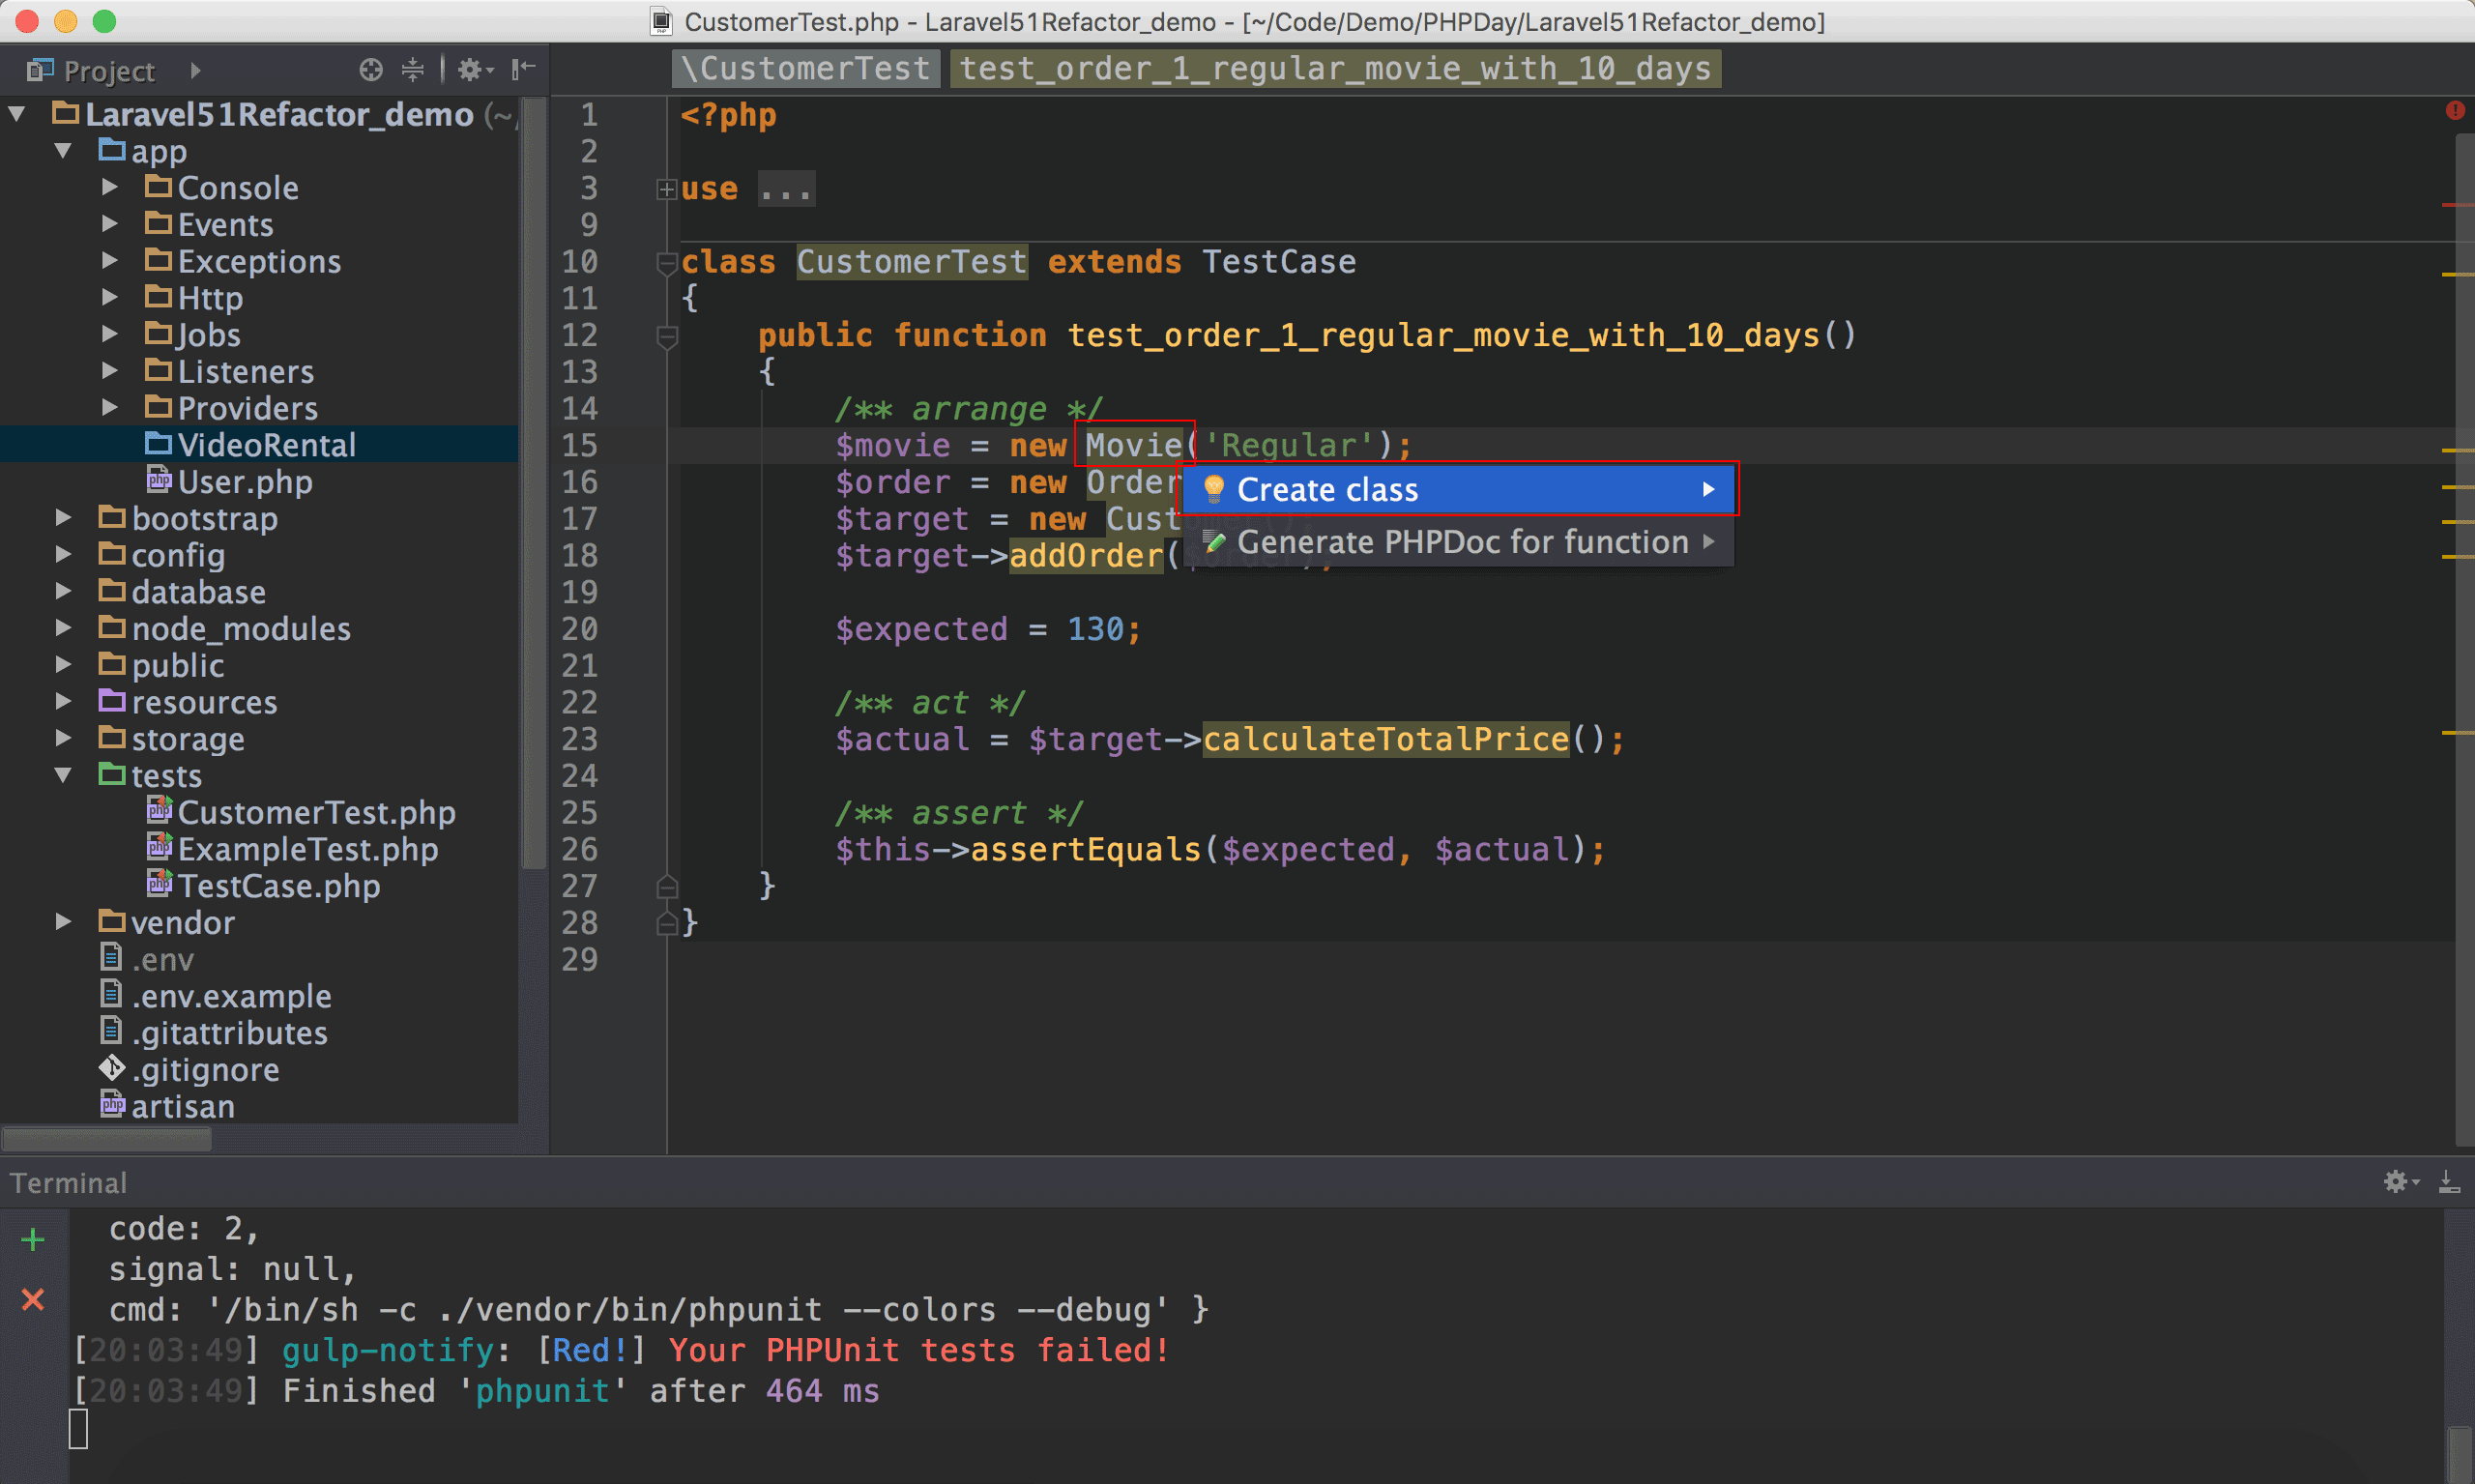 CustomerTest.php - Laravel51Refactor_demo - [~/Code/Demo/PHPDay/Laravel51Refactor_demo]
Project
\CustomerTest test_order_1_regular_movie_with_10_days
Laravel51Refactor_demo (~
app
Console
Events
Exceptions
Http
Jobs
Listeners
Providers
VideoRental
User.php
bootstrap
config
database
node_modules
public
resources
storage
tests
CustomerTest.php
ExampleTest.php
TestCase.php
vendor
.env
.env.example
.gitattributes
.gitignore
artisan
1 <?php
2
3 use ...
9
10 class CustomerTest extends TestCase
11 {
12 public function test_order_1_regular_movie_with_10_days()
13 {
14 /** arrange */
15 $movie = new Movie('Regular');
16 $order = new Order
17 $target = new Customer();
18 $target->addOrder($order);
19
20 $expected = 130;
21
22 /** act */
23 $actual = $target->calculateTotalPrice();
24
25 /** assert */
26 $this->assertEquals($expected, $actual);
27 }
28 }
29
Create class
Generate PHPDoc for function
Terminal
code: 2,
signal: null,
cmd: '/bin/sh -c ./vendor/bin/phpunit --colors --debug' }
[20:03:49] gulp-notify: [Red!] Your PHPUnit tests failed!
[20:03:49] Finished 'phpunit' after 464 ms